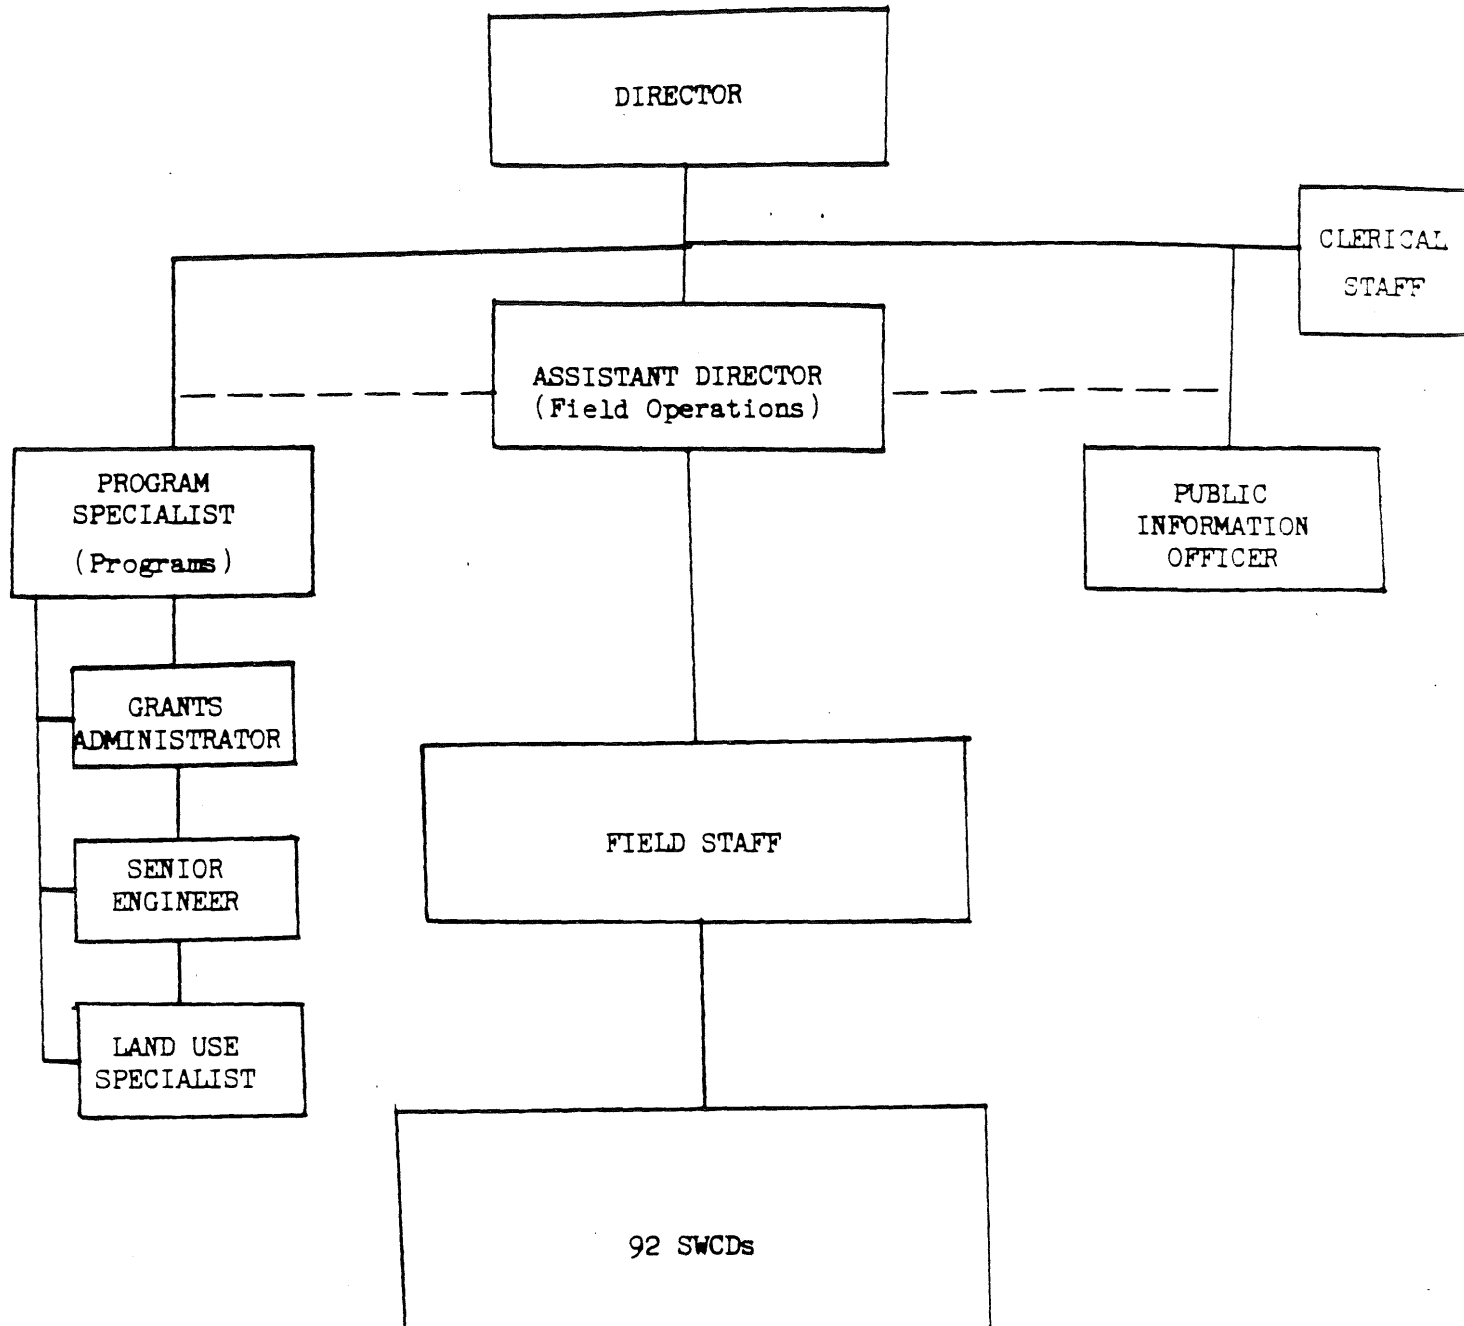 DIRECTOR
CLERICAL
STAFF
ASSISTANT DIRECTOR
(Field Operations)
PROGRAM
SPECIALIST
(Programs)
PUBLIC
INFORMATION
OFFICER
GRANTS
ADMINISTRATOR
FIELD STAFF
SENIOR
ENGINEER
LAND USE
SPECIALIST
92 SWCDs